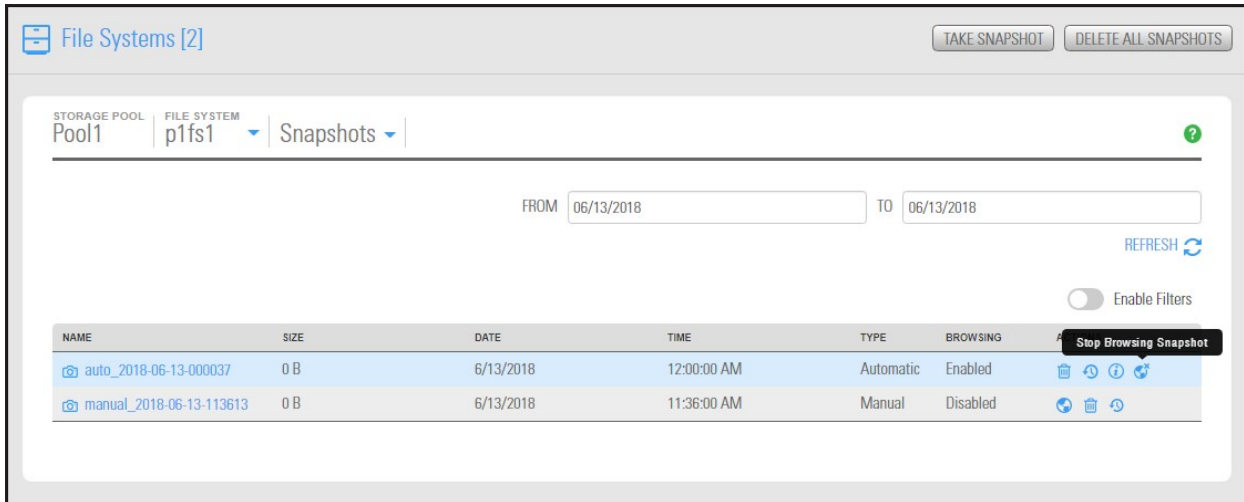 File Systems [2]
TAKE SNAPSHOT
DELETE ALL SNAPSHOTS
STORAGE POOL FILE SYSTEM
Pool1 p1fs1 Snapshots
?
FROM 06/13/2018 TO 06/13/2018
REFRESH
Enable Filters
NAME SIZE DATE TIME TYPE BROWSING
Stop Browsing Snapshot
auto_2018-06-13-000037 0 B 6/13/2018 12:00:00 AM Automatic Enabled
manual_2018-06-13-113613 0 B 6/13/2018 11:36:00 AM Manual Disabled